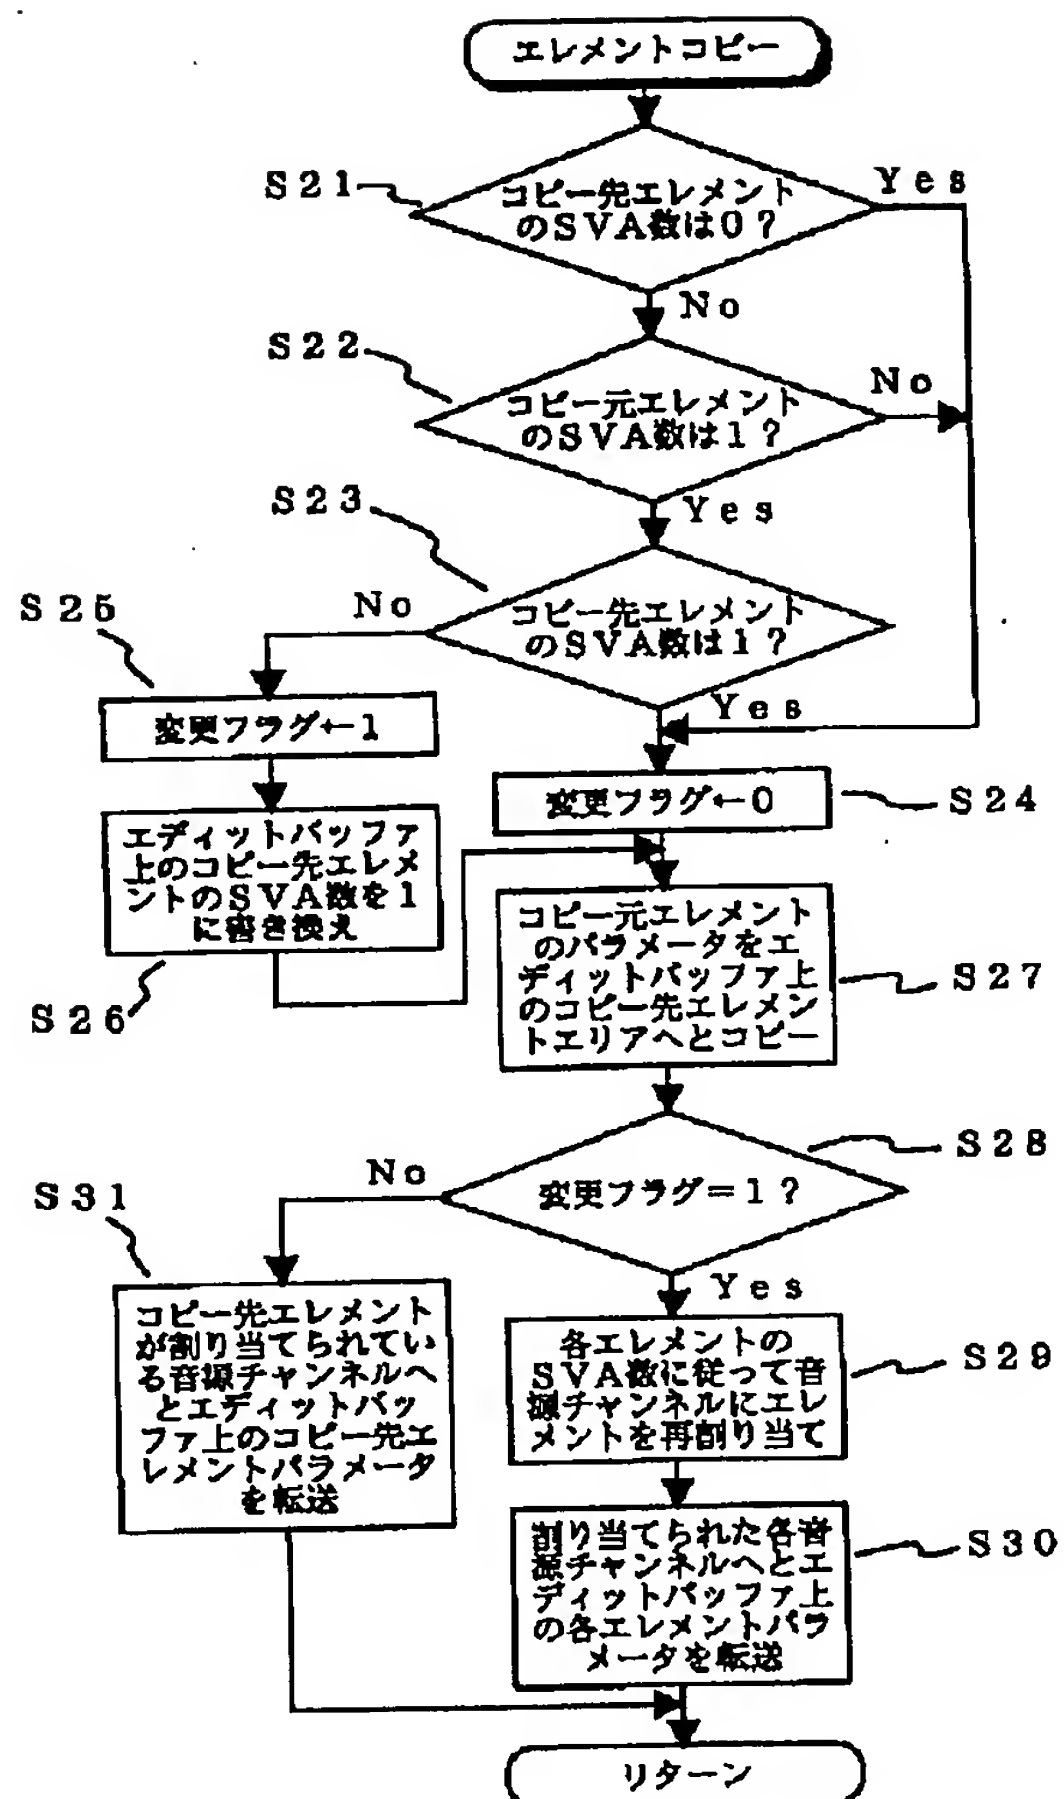 エレメントコピー
S21
コピー先エレメント
のSVA数は0?
Yes
No
S22
コピー元エレメント
のSVA数は1?
No
Yes
S23
コピー先エレメント
のSVA数は1?
No
Yes
S25
変更フラグ←1
変更フラグ←0
S24
エディットバッファ
上のコピー先エレメ
ントのSVA数を1
に書き換え
S26
コピー元エレメント
のパラメータをエ
ディットバッファ上
のコピー先エレメン
トエリアへとコピー
S27
変更フラグ=1?
S28
No
Yes
S31
コピー先エレメント
が割り当てられてい
る音源チャンネルへ
とエディットバッ
ファ上のコピー先エ
レメントパラメータ
を転送
各エレメントの
SVA数に従って音
源チャンネルにエレ
メントを再割り当て
S29
割り当てられた各音
源チャンネルへとエ
ディットバッファ上
の各エレメントパラ
メータを転送
S30
リターン